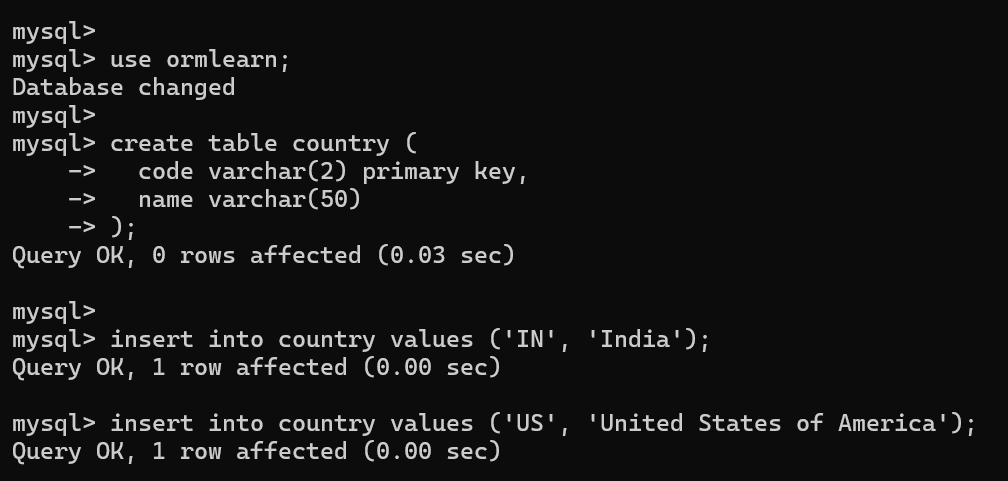 mysql>
mysql> use ormlearn;
Database changed
mysql>
mysql> create table country (
    ->   code varchar(2) primary key,
    ->   name varchar(50)
    -> );
Query OK, 0 rows affected (0.03 sec)

mysql>
mysql> insert into country values ('IN', 'India');
Query OK, 1 row affected (0.00 sec)

mysql> insert into country values ('US', 'United States of America');
Query OK, 1 row affected (0.00 sec)